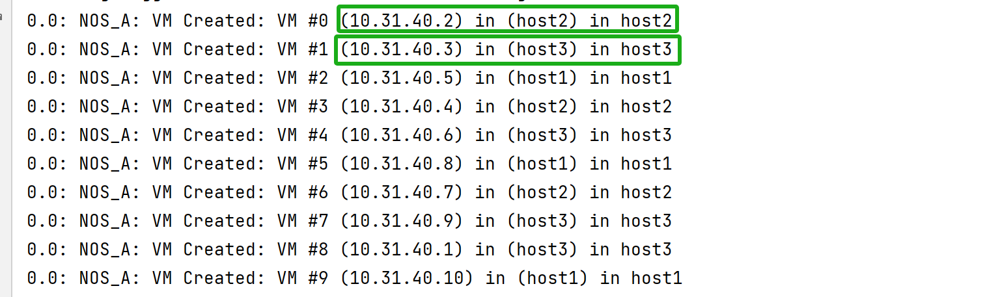 0.0: NOS_A: VM Created: VM #0 (10.31.40.2) in (host2) in host2
0.0: NOS_A: VM Created: VM #1 (10.31.40.3) in (host3) in host3
0.0: NOS_A: VM Created: VM #2 (10.31.40.5) in (host1) in host1
0.0: NOS_A: VM Created: VM #3 (10.31.40.4) in (host2) in host2
0.0: NOS_A: VM Created: VM #4 (10.31.40.6) in (host3) in host3
0.0: NOS_A: VM Created: VM #5 (10.31.40.8) in (host1) in host1
0.0: NOS_A: VM Created: VM #6 (10.31.40.7) in (host2) in host2
0.0: NOS_A: VM Created: VM #7 (10.31.40.9) in (host3) in host3
0.0: NOS_A: VM Created: VM #8 (10.31.40.1) in (host3) in host3
0.0: NOS_A: VM Created: VM #9 (10.31.40.10) in (host1) in host1